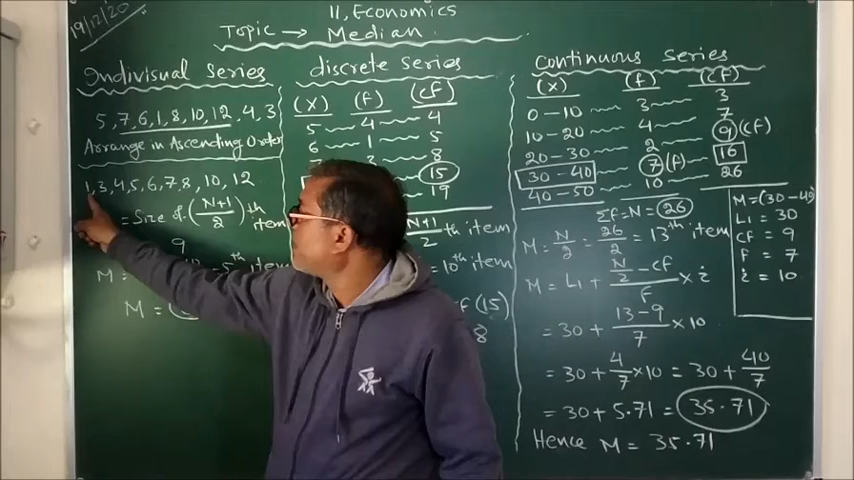 19/12/20
11, Economics
Topic → Median
Indivisual Series
5, 7, 6, 1, 8, 10, 12, 4, 3
Arrange in Ascending Order
1, 3, 4, 5, 6, 7, 8, 10, 12
= Size of (N+1/2)th item
9
M = 5th item
M =
discrete Series
(X) (f) (cf)
5 4 4
6 1 5
8
15
19
N+1/2 th item
= 10th item
cf (15)
8
Continuous Series
(X) (f) (cf)
0-10 3 3
10-20 4 7
20-30 2 9 (cf)
30-40 7 (f) 16
40-50 10 26
Σf = N = 26
M = N/2 = 26/2 = 13th item
M = L1 + N/2 - cf / f × i
= 30 + 13-9/7 × 10
= 30 + 4/7 × 10 = 30 + 40/7
= 30 + 5.71 = 35.71
Hence M = 35.71
M = (30-40)
L1 = 30
cf = 9
f = 7
i = 10